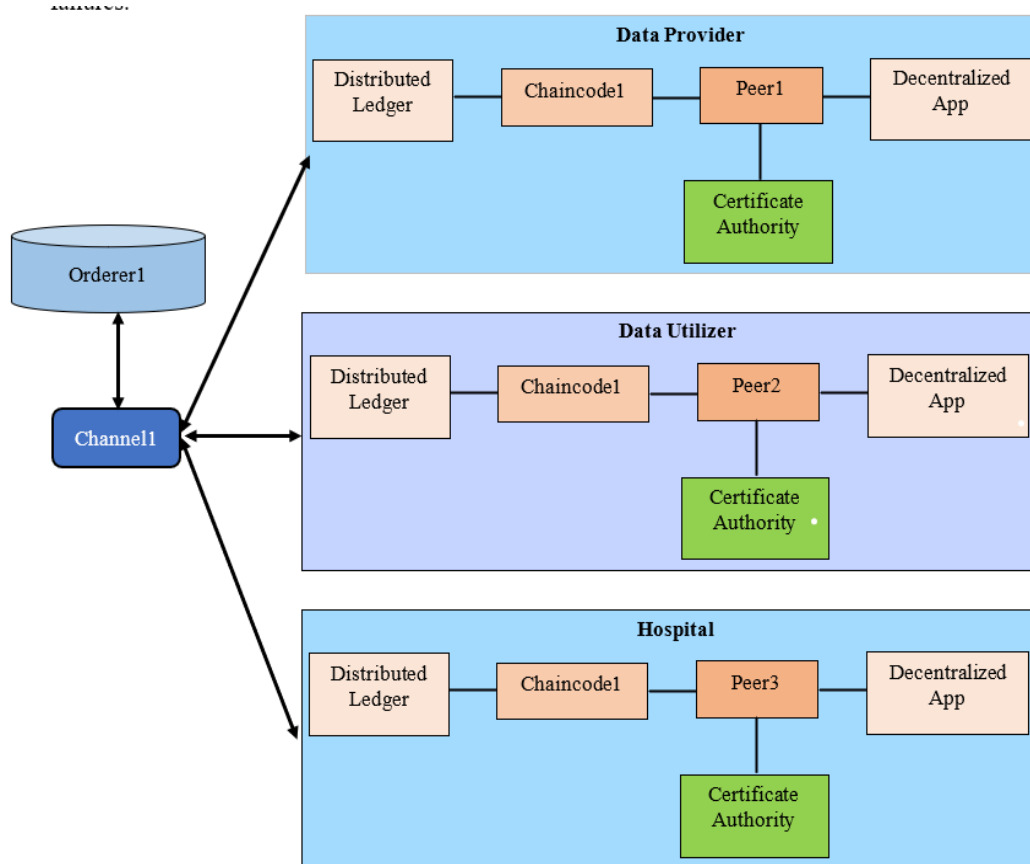 failures.
Data Provider
Distributed
Ledger
Chaincode1
Peer1
Decentralized
App
Certificate
Authority
Orderer1
Channel1
Data Utilizer
Distributed
Ledger
Chaincode1
Peer2
Decentralized
App
Certificate
Authority
Hospital
Distributed
Ledger
Chaincode1
Peer3
Decentralized
App
Certificate
Authority